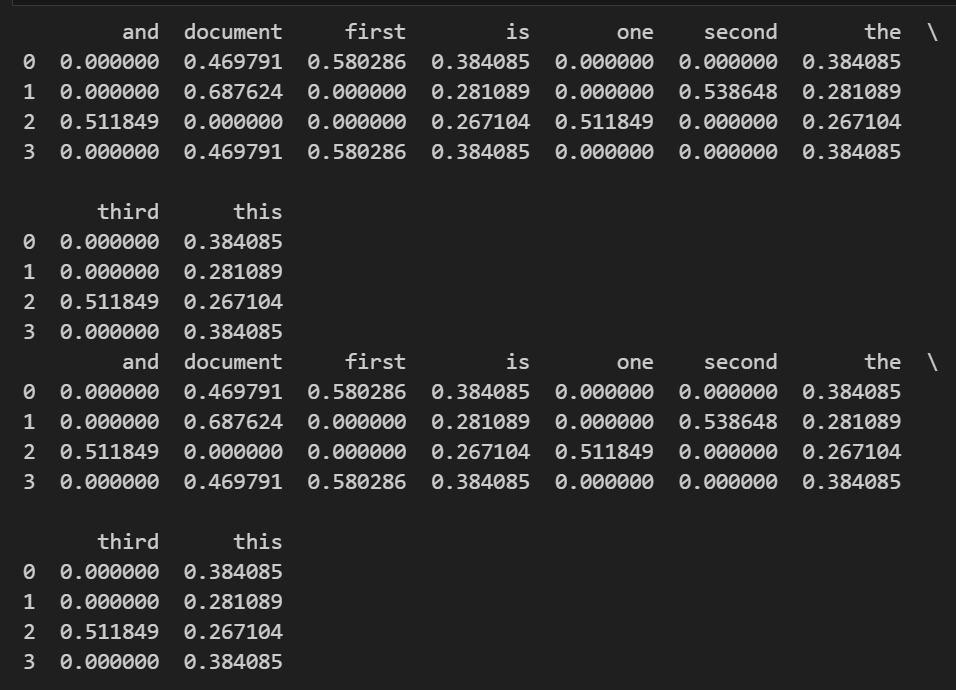 and document first is one second the \
0 0.000000 0.469791 0.580286 0.384085 0.000000 0.000000 0.384085
1 0.000000 0.687624 0.000000 0.281089 0.000000 0.538648 0.281089
2 0.511849 0.000000 0.000000 0.267104 0.511849 0.000000 0.267104
3 0.000000 0.469791 0.580286 0.384085 0.000000 0.000000 0.384085
third this
0 0.000000 0.384085
1 0.000000 0.281089
2 0.511849 0.267104
3 0.000000 0.384085
and document first is one second the \
0 0.000000 0.469791 0.580286 0.384085 0.000000 0.000000 0.384085
1 0.000000 0.687624 0.000000 0.281089 0.000000 0.538648 0.281089
2 0.511849 0.000000 0.000000 0.267104 0.511849 0.000000 0.267104
3 0.000000 0.469791 0.580286 0.384085 0.000000 0.000000 0.384085
third this
0 0.000000 0.384085
1 0.000000 0.281089
2 0.511849 0.267104
3 0.000000 0.384085